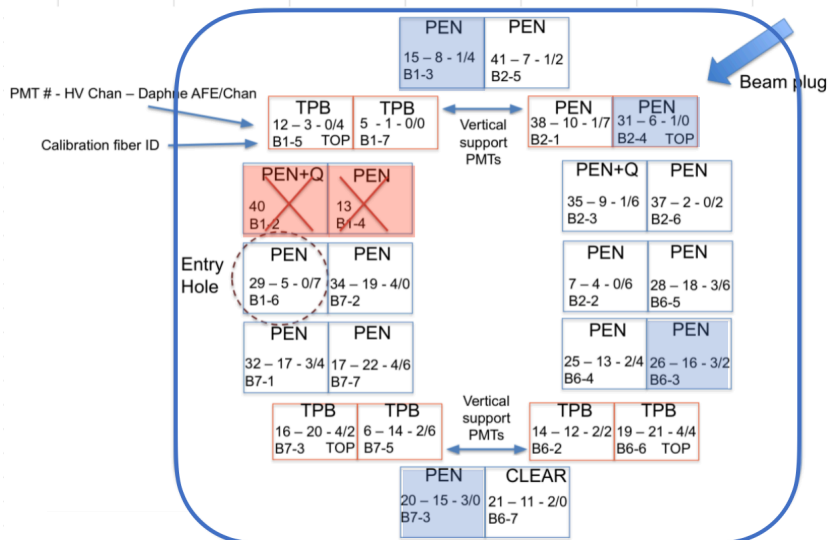 PEN PEN
15 – 8 - 1/4 41 – 7 - 1/2
B1-3 B2-5
Beam plug
PMT # - HV Chan – Daphne AFE/Chan
Calibration fiber ID
TPB TPB
12 – 3 - 0/4 5 - 1 - 0/0
B1-5 TOP B1-7
Vertical
support
PMTs
PEN PEN
38 – 10 - 1/7 31 – 6 - 1/0
B2-1 B2-4 TOP
PEN+Q PEN
40 13
B1-2 B1-4
PEN+Q PEN
35 – 9 - 1/6 37 – 2 - 0/2
B2-3 B2-6
Entry
Hole
PEN PEN
29 – 5 - 0/7 34 – 19 - 4/0
B1-6 B7-2
PEN PEN
7 – 4 - 0/6 28 – 18 - 3/6
B2-2 B6-5
PEN PEN
32 – 17 - 3/4 17 – 22 - 4/6
B7-1 B7-7
PEN PEN
25 – 13 - 2/4 26 – 16 - 3/2
B6-4 B6-3
TPB TPB
16 – 20 - 4/2 6 – 14 - 2/6
B7-3 TOP B7-5
Vertical
support
PMTs
TPB TPB
14 – 12 - 2/2 19 – 21 - 4/4
B6-2 B6-6 TOP
PEN CLEAR
20 – 15 - 3/0 21 – 11 - 2/0
B7-3 B6-7